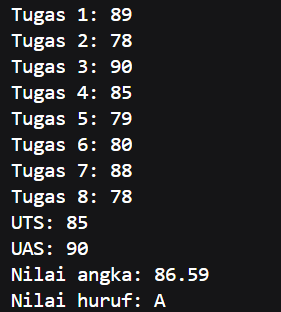 Tugas 1: 89
Tugas 2: 78
Tugas 3: 90
Tugas 4: 85
Tugas 5: 79
Tugas 6: 80
Tugas 7: 88
Tugas 8: 78
UTS: 85
UAS: 90
Nilai angka: 86.59
Nilai huruf: A